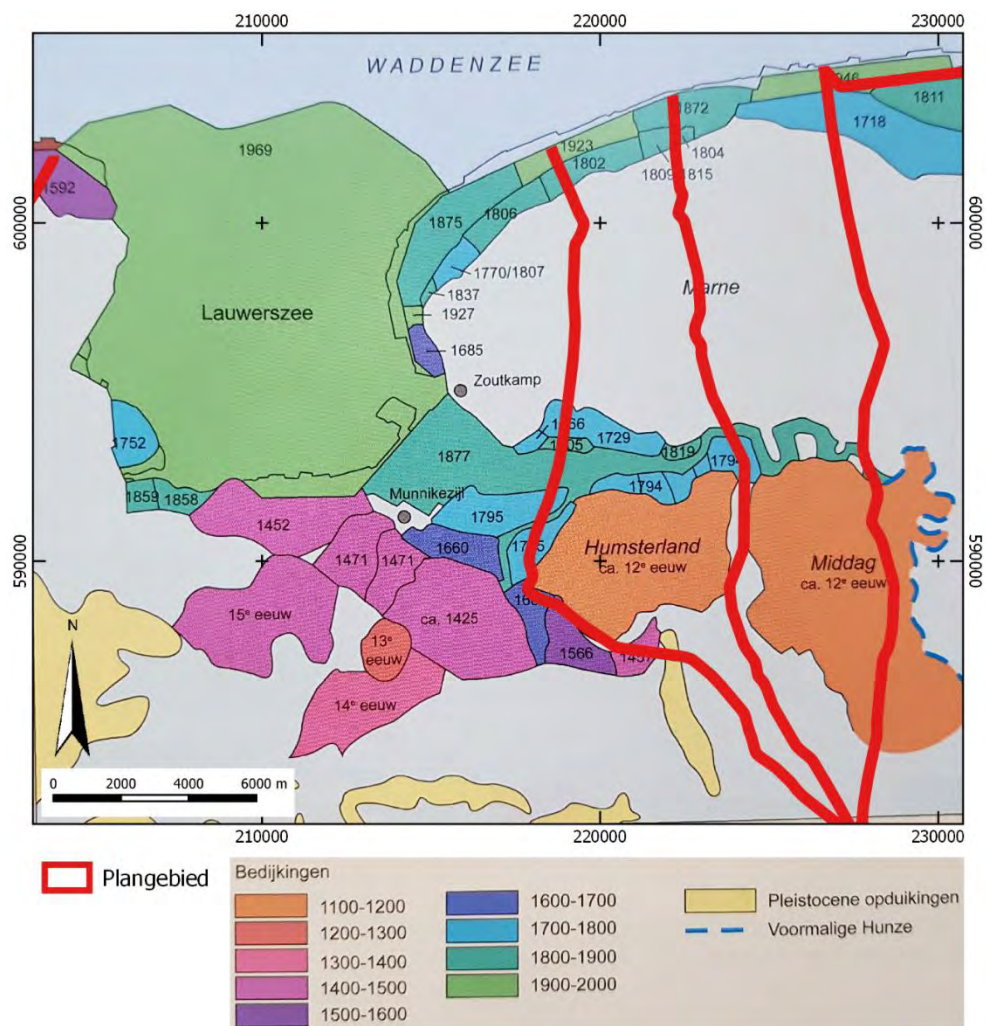 210000
220000
230000
WADDENZEE
1872
1811
1718
1969
1923
1804
1802
1809/1815
1592
600000
600000
1806
1875
1770/1807
Marne
1837
Lauwerszee
1927
1685
Zoutkamp
1752
1729
1819
1877
1794
1794
1859
1858
Munnikezijl
1795
1452
1660
Humsterland
ca. 12e eeuw
Middag
ca. 12e eeuw
590000
590000
1471
1471
15e eeuw
ca. 1425
13e
eeuw
1566
N
14e eeuw
0
2000
4000
6000 m
210000
220000
230000
Plangebied
Bedijkingen
1100-1200
1200-1300
1300-1400
1400-1500
1500-1600
1600-1700
1700-1800
1800-1900
1900-2000
Pleistocene opduikingen
Voormalige Hunze